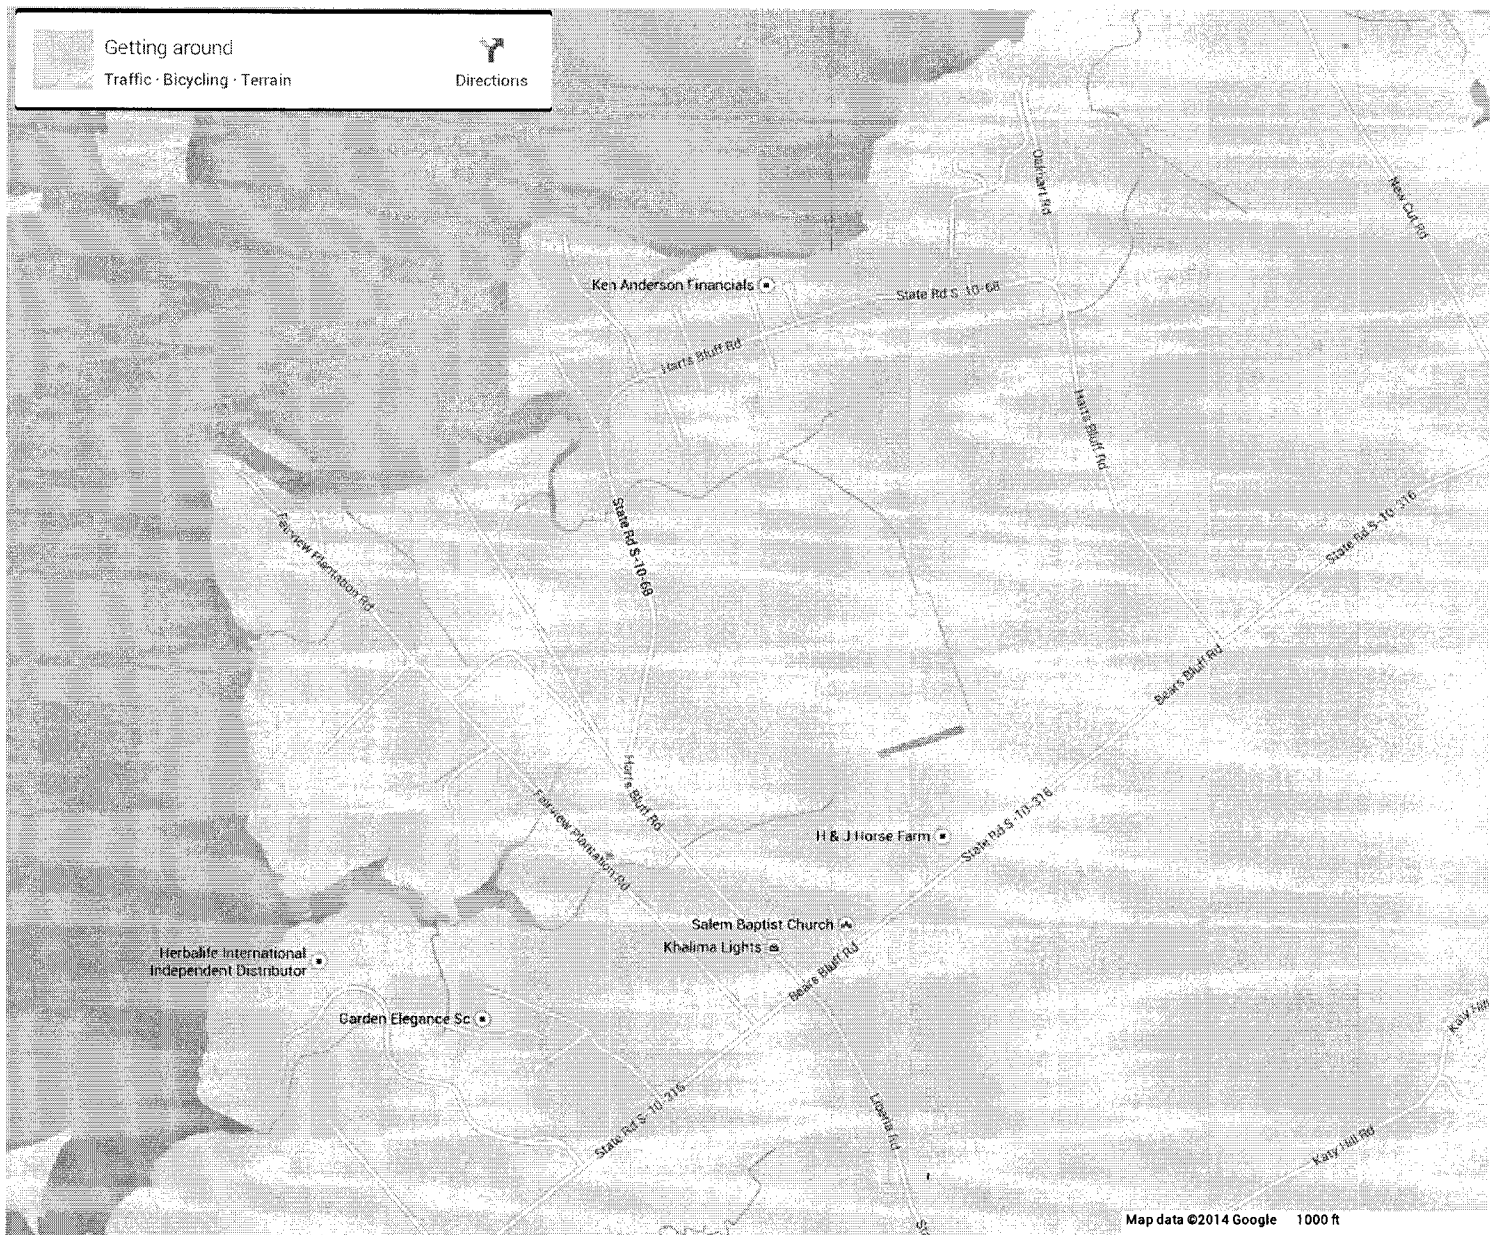 Getting around
Traffic · Bicycling · Terrain
Directions
Oakhart Rd
New Cut Rd
Ken Anderson Financials
State Rd S-10-68
Harts Bluff Rd
Harts Bluff Rd
State Rd S-10-68
State Rd S-10-316
Fairview Plantation Rd
Bears Bluff Rd
Harts Bluff Rd
Fairview Plantation Rd
State Rd S-10-316
H & J Horse Farm
Salem Baptist Church
Khalima Lights
Bears Bluff Rd
Herbalife International
Independent Distributor
Garden Elegance Sc
Katy Hill
State Rd S-10-316
Liberia Rd
Katy Hill Rd
Map data ©2014 Google 1000 ft